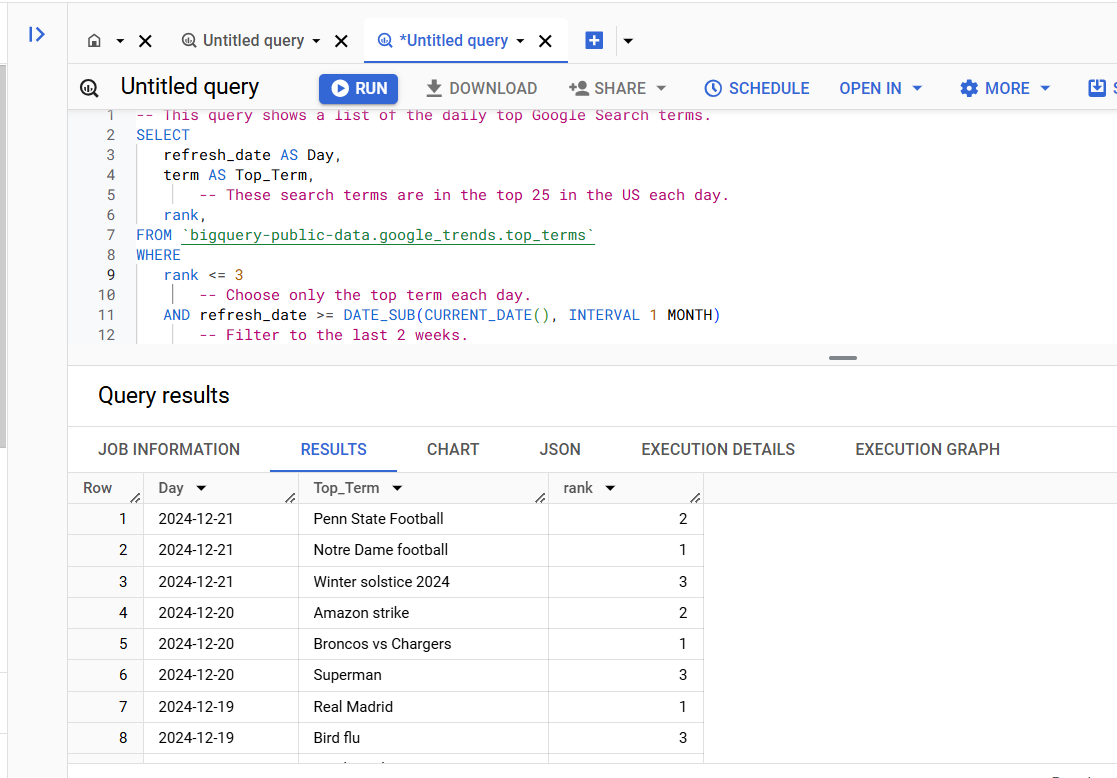 Untitled query
*Untitled query
Untitled query
RUN
DOWNLOAD
SHARE
SCHEDULE
OPEN IN
MORE
1 -- This query shows a list of the daily top Google Search terms.
2 SELECT
3 refresh_date AS Day,
4 term AS Top_Term,
5 -- These search terms are in the top 25 in the US each day.
6 rank,
7 FROM `bigquery-public-data.google_trends.top_terms`
8 WHERE
9 rank <= 3
10 -- Choose only the top term each day.
11 AND refresh_date >= DATE_SUB(CURRENT_DATE(), INTERVAL 1 MONTH)
12 -- Filter to the last 2 weeks.
Query results
JOB INFORMATION RESULTS CHART JSON EXECUTION DETAILS EXECUTION GRAPH
Row Day Top_Term rank
1 2024-12-21 Penn State Football 2
2 2024-12-21 Notre Dame football 1
3 2024-12-21 Winter solstice 2024 3
4 2024-12-20 Amazon strike 2
5 2024-12-20 Broncos vs Chargers 1
6 2024-12-20 Superman 3
7 2024-12-19 Real Madrid 1
8 2024-12-19 Bird flu 3